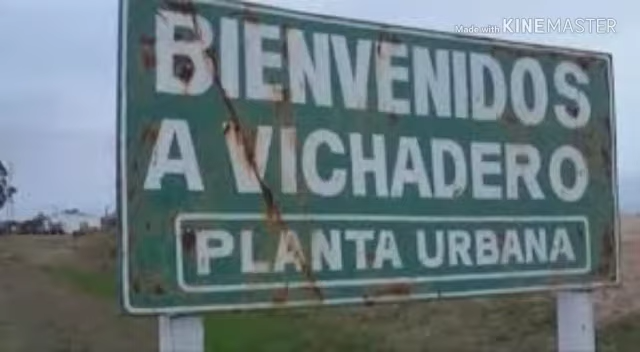 Made with KINEMASTER
BIENVENIDOS
A VICHADERO
PLANTA URBANA